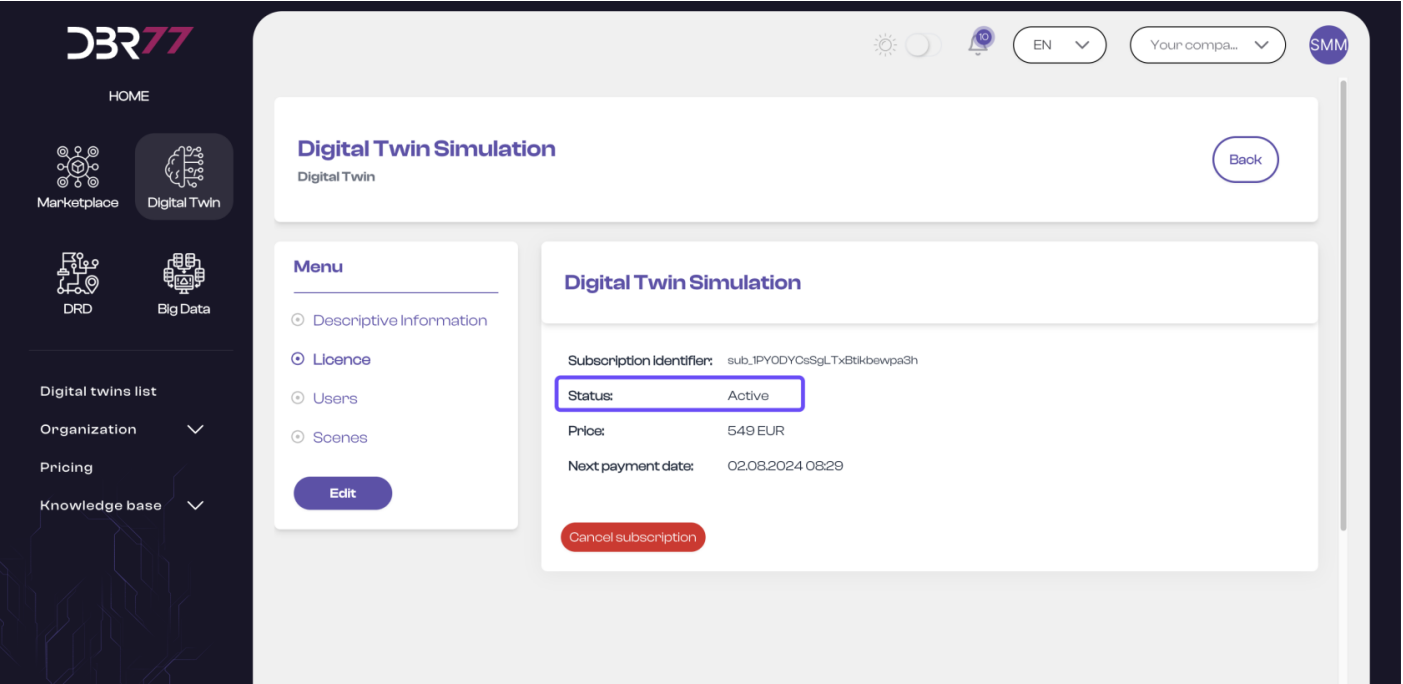 DBR77
10
EN
Your compa...
SMM
HOME
Marketplace
Digital Twin
DRD
Big Data
Digital twins list
Organization
Pricing
Knowledge base
Digital Twin Simulation
Digital Twin
Back
Menu
Descriptive Information
Licence
Users
Scenes
Edit
Digital Twin Simulation
Subscription identifier: sub_1PY0DYCsSgLTxBtikbewpa3h
Status: Active
Price: 549 EUR
Next payment date: 02.08.2024 08:29
Cancel subscription